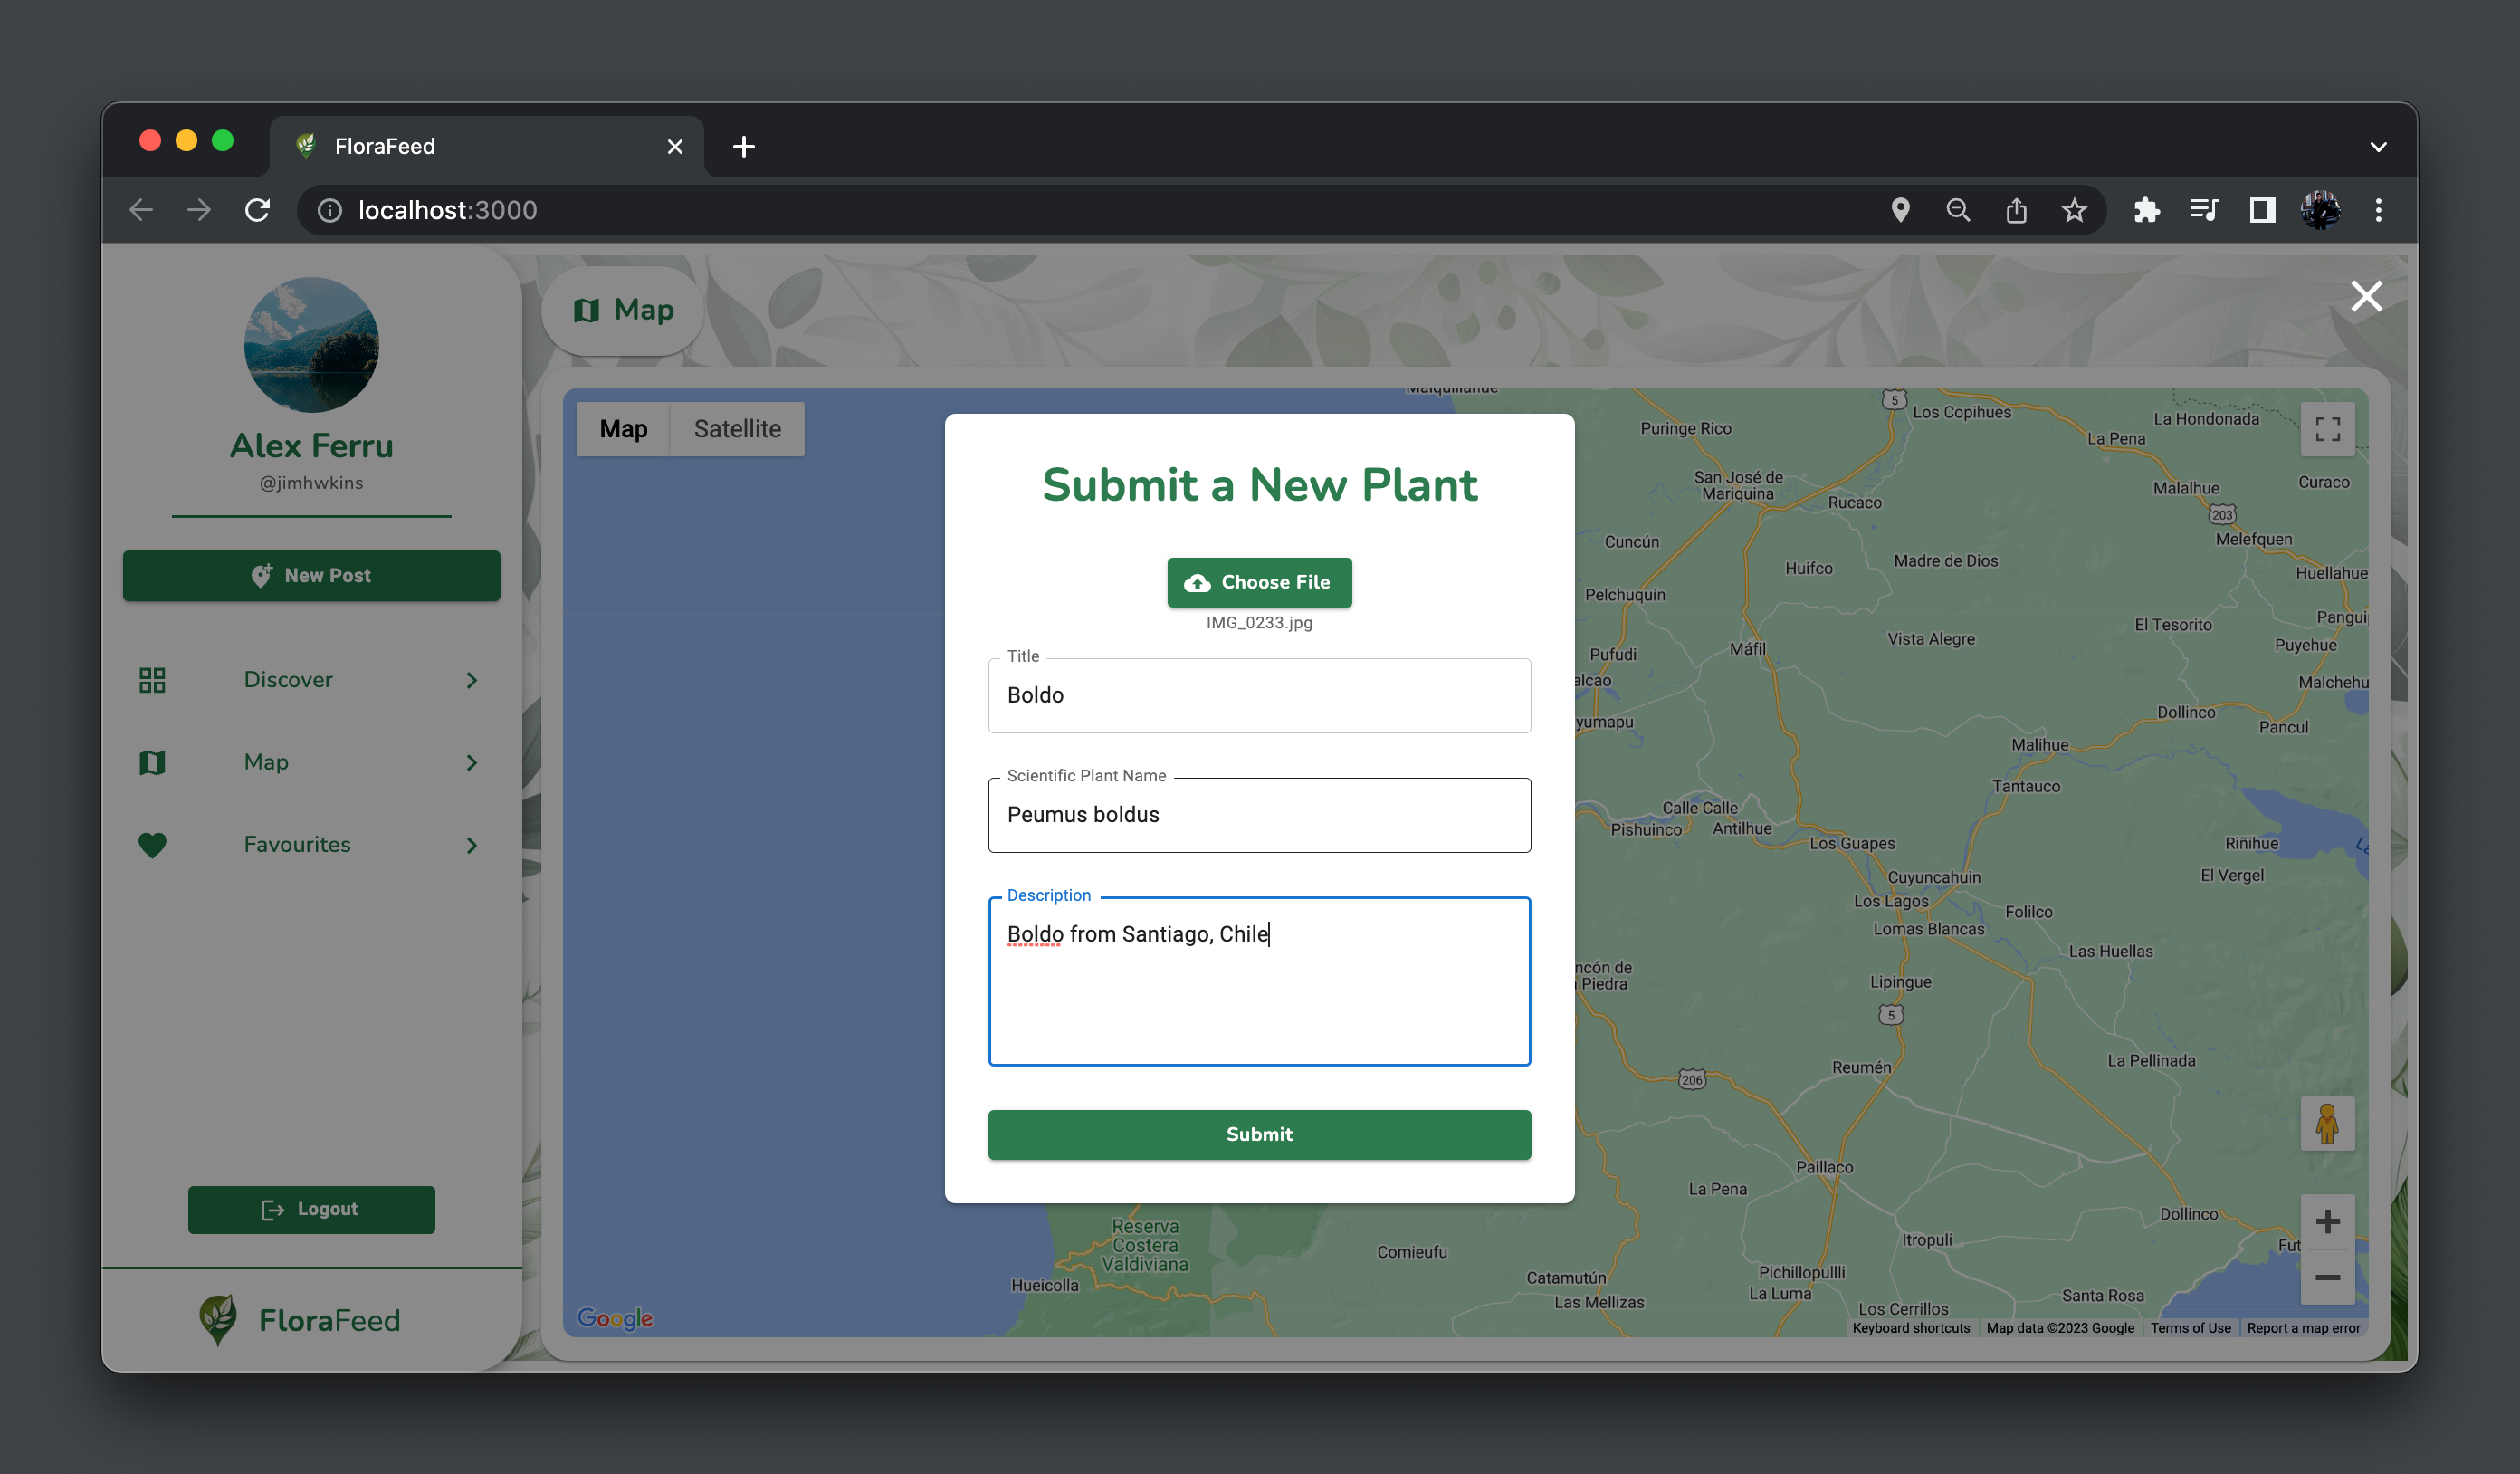 FloraFeed
localhost:3000
Alex Ferru
@jimhwkins
New Post
Discover
Map
Favourites
Logout
FloraFeed
Map
Map
Satellite
Submit a New Plant
Choose File
IMG_0233.jpg
Title
Boldo
Scientific Plant Name
Peumus boldus
Description
Boldo from Santiago, Chile
Submit
5
Los Copihues
La Hondonada
Puringe Rico
La Pena
San José de
Mariquina
Rucaco
Malalhue
Curaco
203
Cuncún
Melefquen
Huifco
Madre de Dios
Huellahue
Pelchuquín
Pangui
El Tesorito
Vista Alegre
Puyehue
Máfil
Pufudi
alcao
Malchehu
yumapu
Dollinco
Pancul
Malihue
Tantauco
Calle Calle
Pishuinco
Antilhue
Los Guapes
Riñihue
Cuyuncahuin
El Vergel
Los Lagos
Folilco
Lomas Blancas
Las Huellas
ncón de
Piedra
Lipingue
5
La Pellinada
Reumén
206
Paillaco
La Pena
Dollinco
Reserva
Costera
Valdiviana
Itropuli
Fut
Comieufu
Hueicolla
Catamutún
Pichillopullli
Las Mellizas
La Luma
Santa Rosa
Los Cerrillos
Google
Keyboard shortcuts
Map data ©2023 Google
Terms of Use
Report a map error